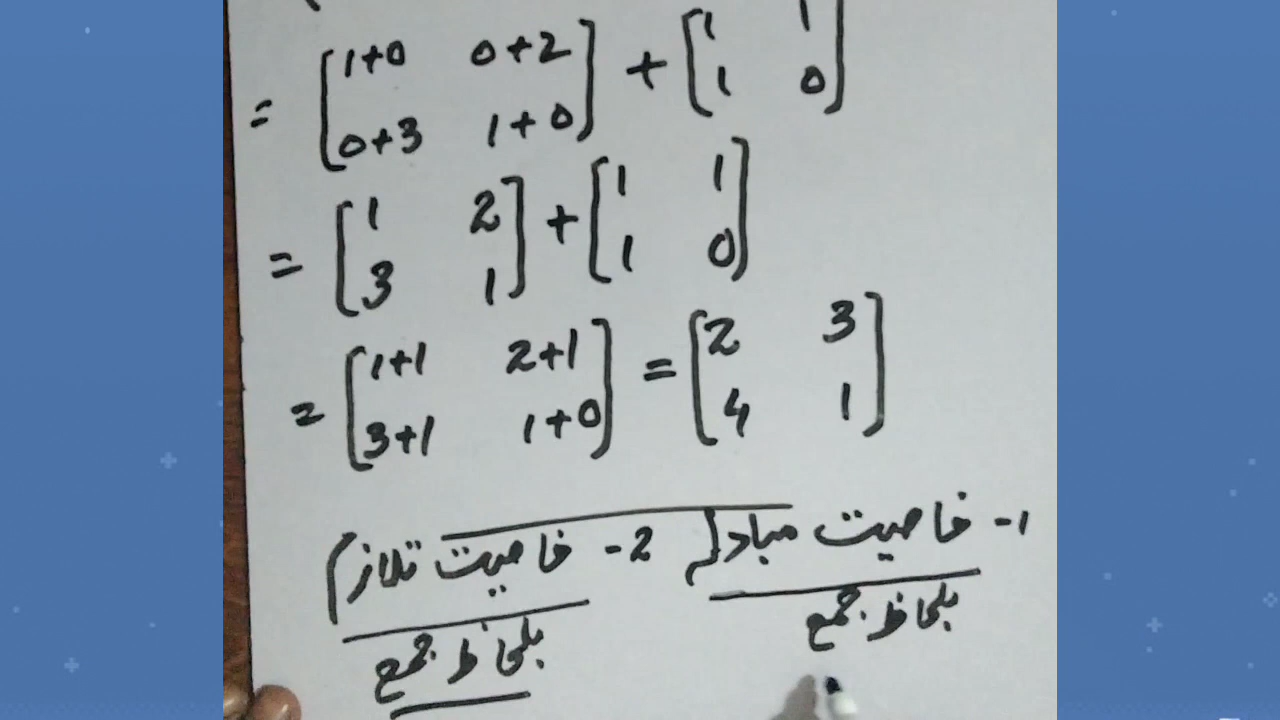 = [1+0 0+2
0+3 1+0] + [1 1
1 0]
= [1 2
3 1] + [1 1
1 0]
= [1+1 2+1
3+1 1+0] = [2 3
4 1]
1- خاصیت مبادلہ 2- خاصیت تلازم
بلحاظ جمع بلحاظ جمع